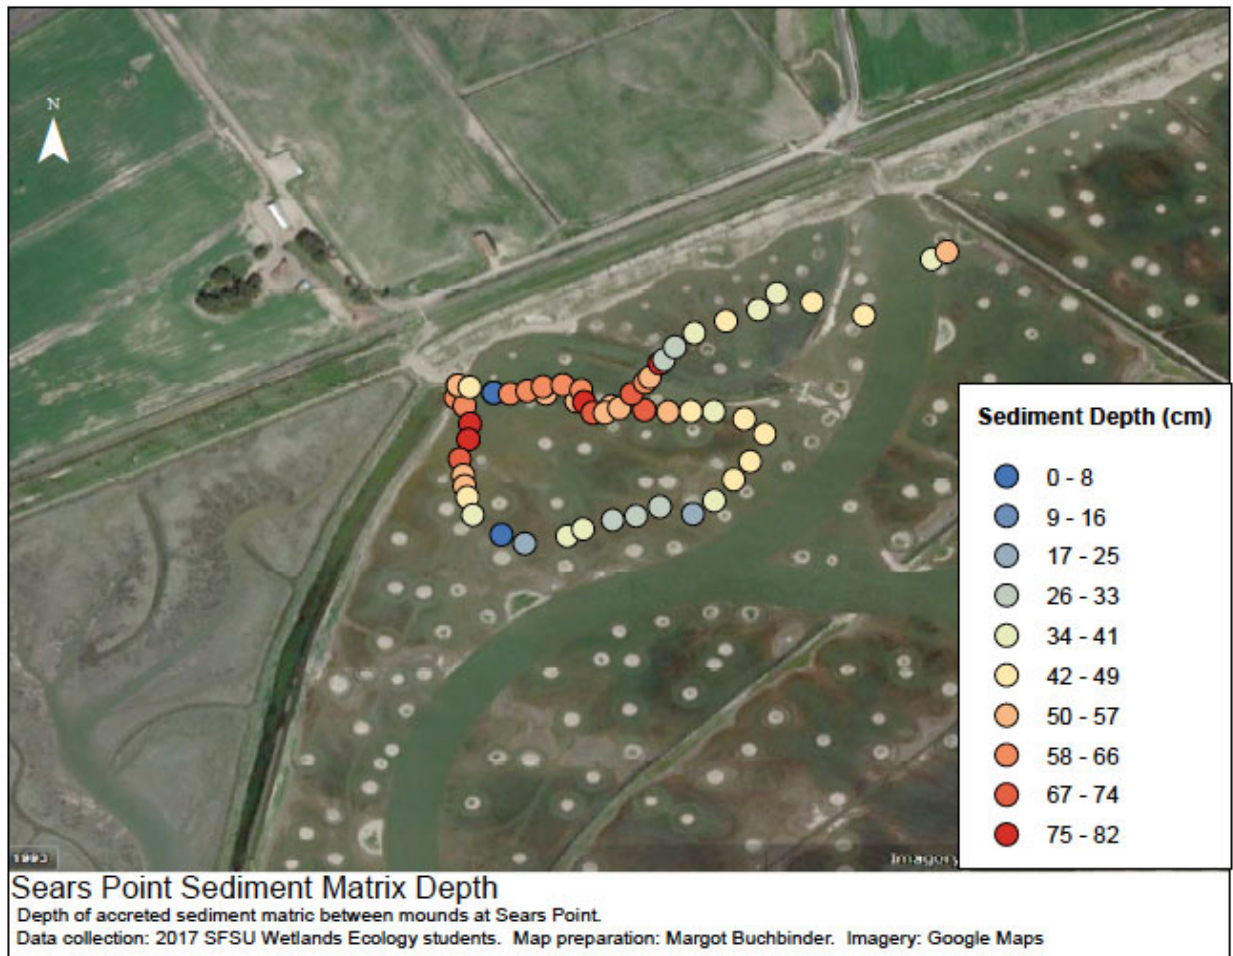 N
Sediment Depth (cm)
0 - 8
9 - 16
17 - 25
26 - 33
34 - 41
42 - 49
50 - 57
58 - 66
67 - 74
75 - 82
1993
Imagery
Sears Point Sediment Matrix Depth
Depth of accreted sediment matric between mounds at Sears Point.
Data collection: 2017 SFSU Wetlands Ecology students. Map preparation: Margot Buchbinder. Imagery: Google Maps